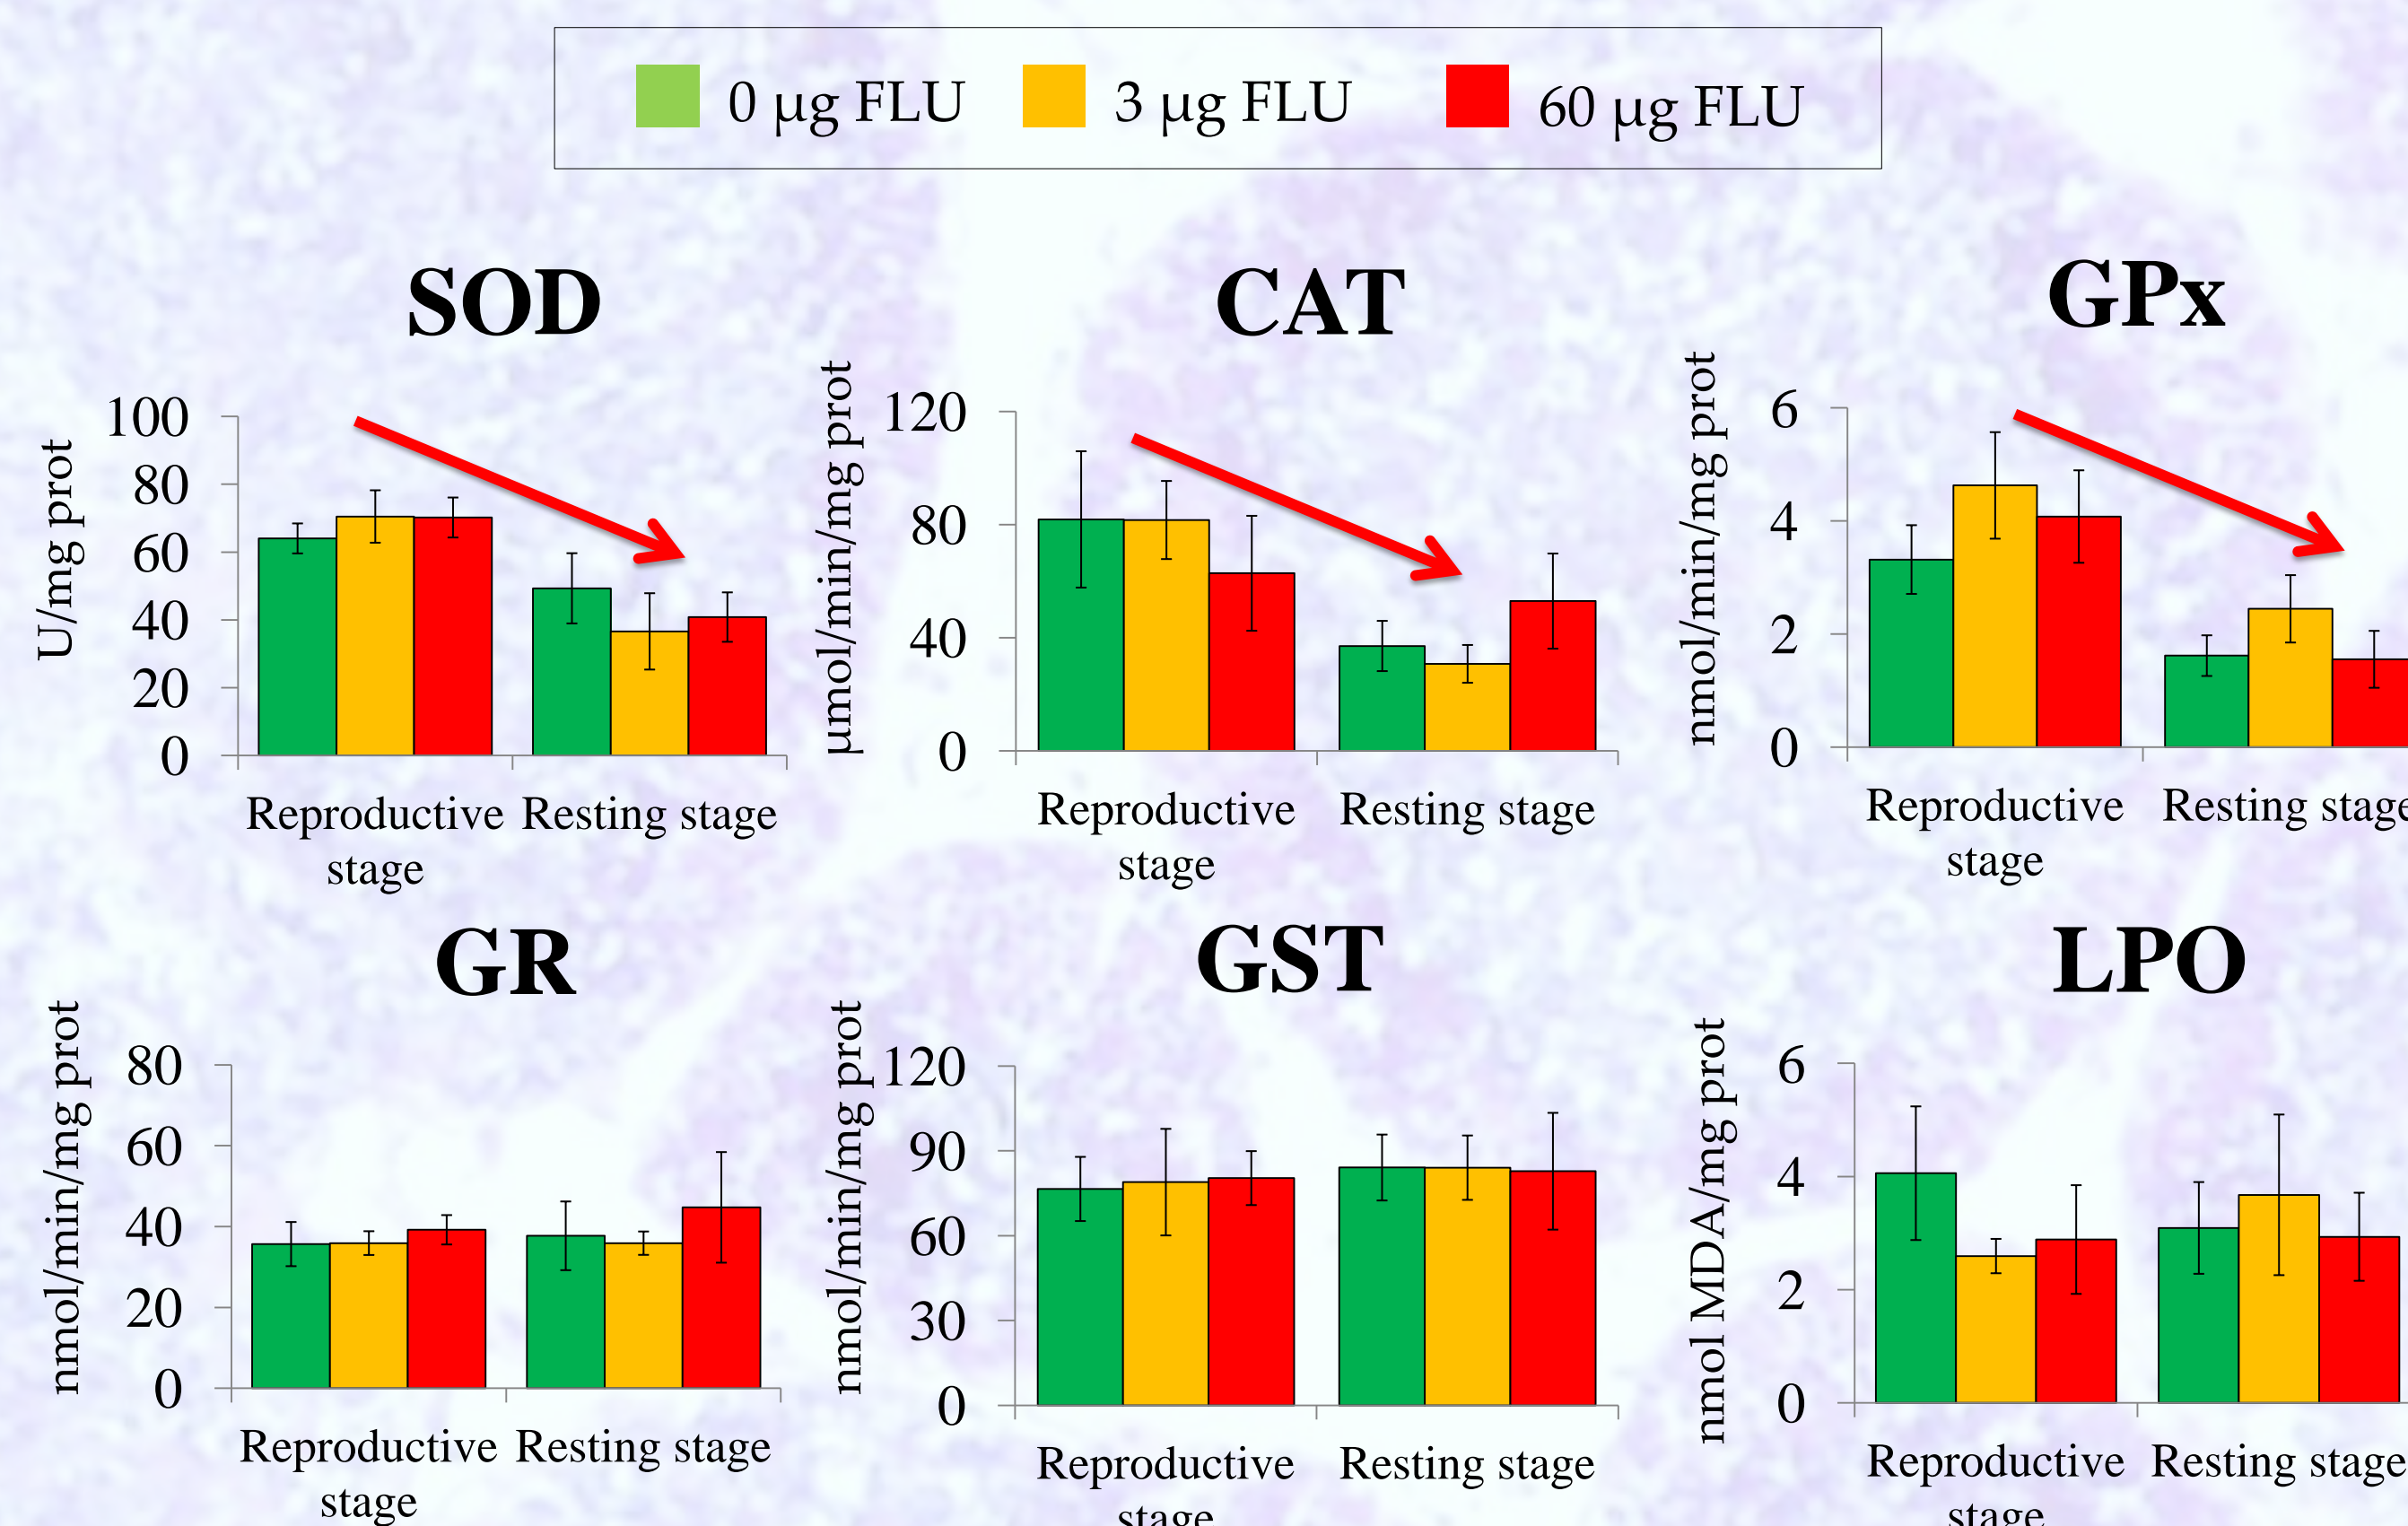 0 µg FLU 3 µg FLU 60 µg FLU
SOD
U/mg prot
100
80
60
40
20
0
Reproductive stage
Resting stage
CAT
µmol/min/mg prot
120
80
40
0
Reproductive stage
Resting stage
GPx
nmol/min/mg prot
6
4
2
0
Reproductive stage
Resting stage
GR
nmol/min/mg prot
80
60
40
20
0
Reproductive stage
Resting stage
GST
nmol/min/mg prot
120
90
60
30
0
Reproductive stage
Resting stage
LPO
nmol MDA/mg prot
6
4
2
0
Reproductive stage
Resting stage